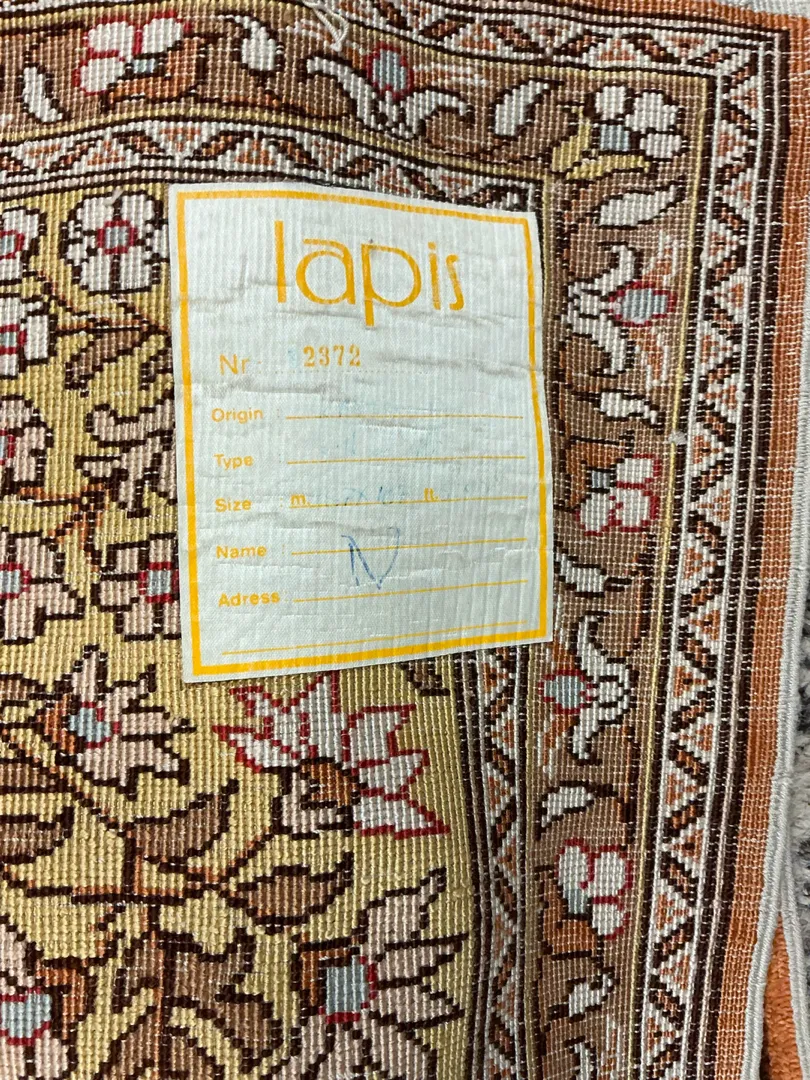 lapis
Nr 2372
Origin
Type
Size m. ft.
Name N
Adress